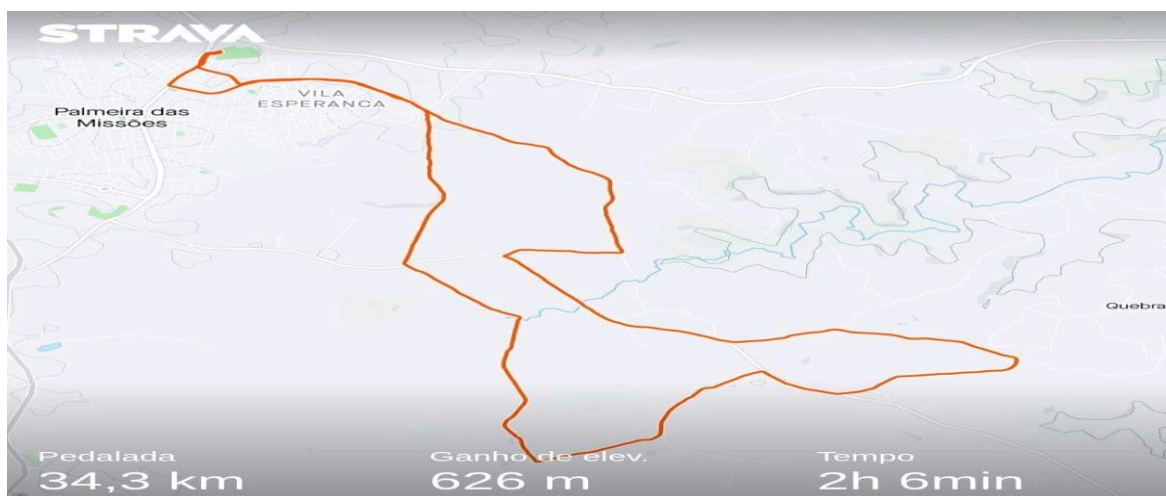 STRAVA
VILA
ESPERANCA
Palmeira das
Missões
Quebra
Pedalada
34,3 km
Ganho de elev.
626 m
Tempo
2h 6min